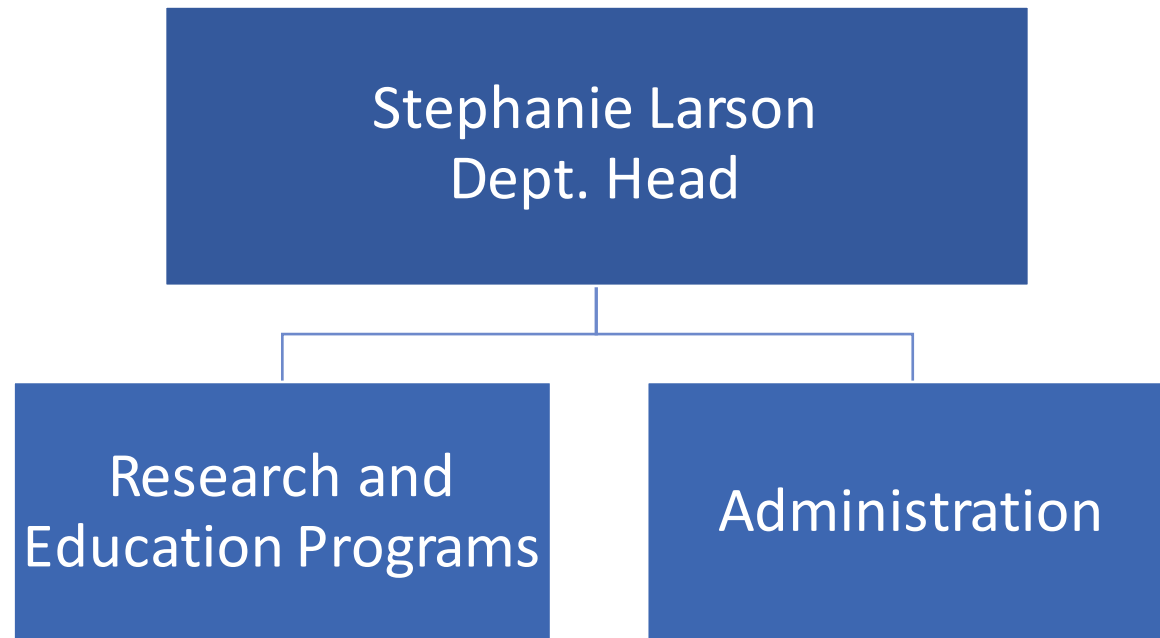 Stephanie Larson
Dept. Head
Research and
Education Programs
Administration